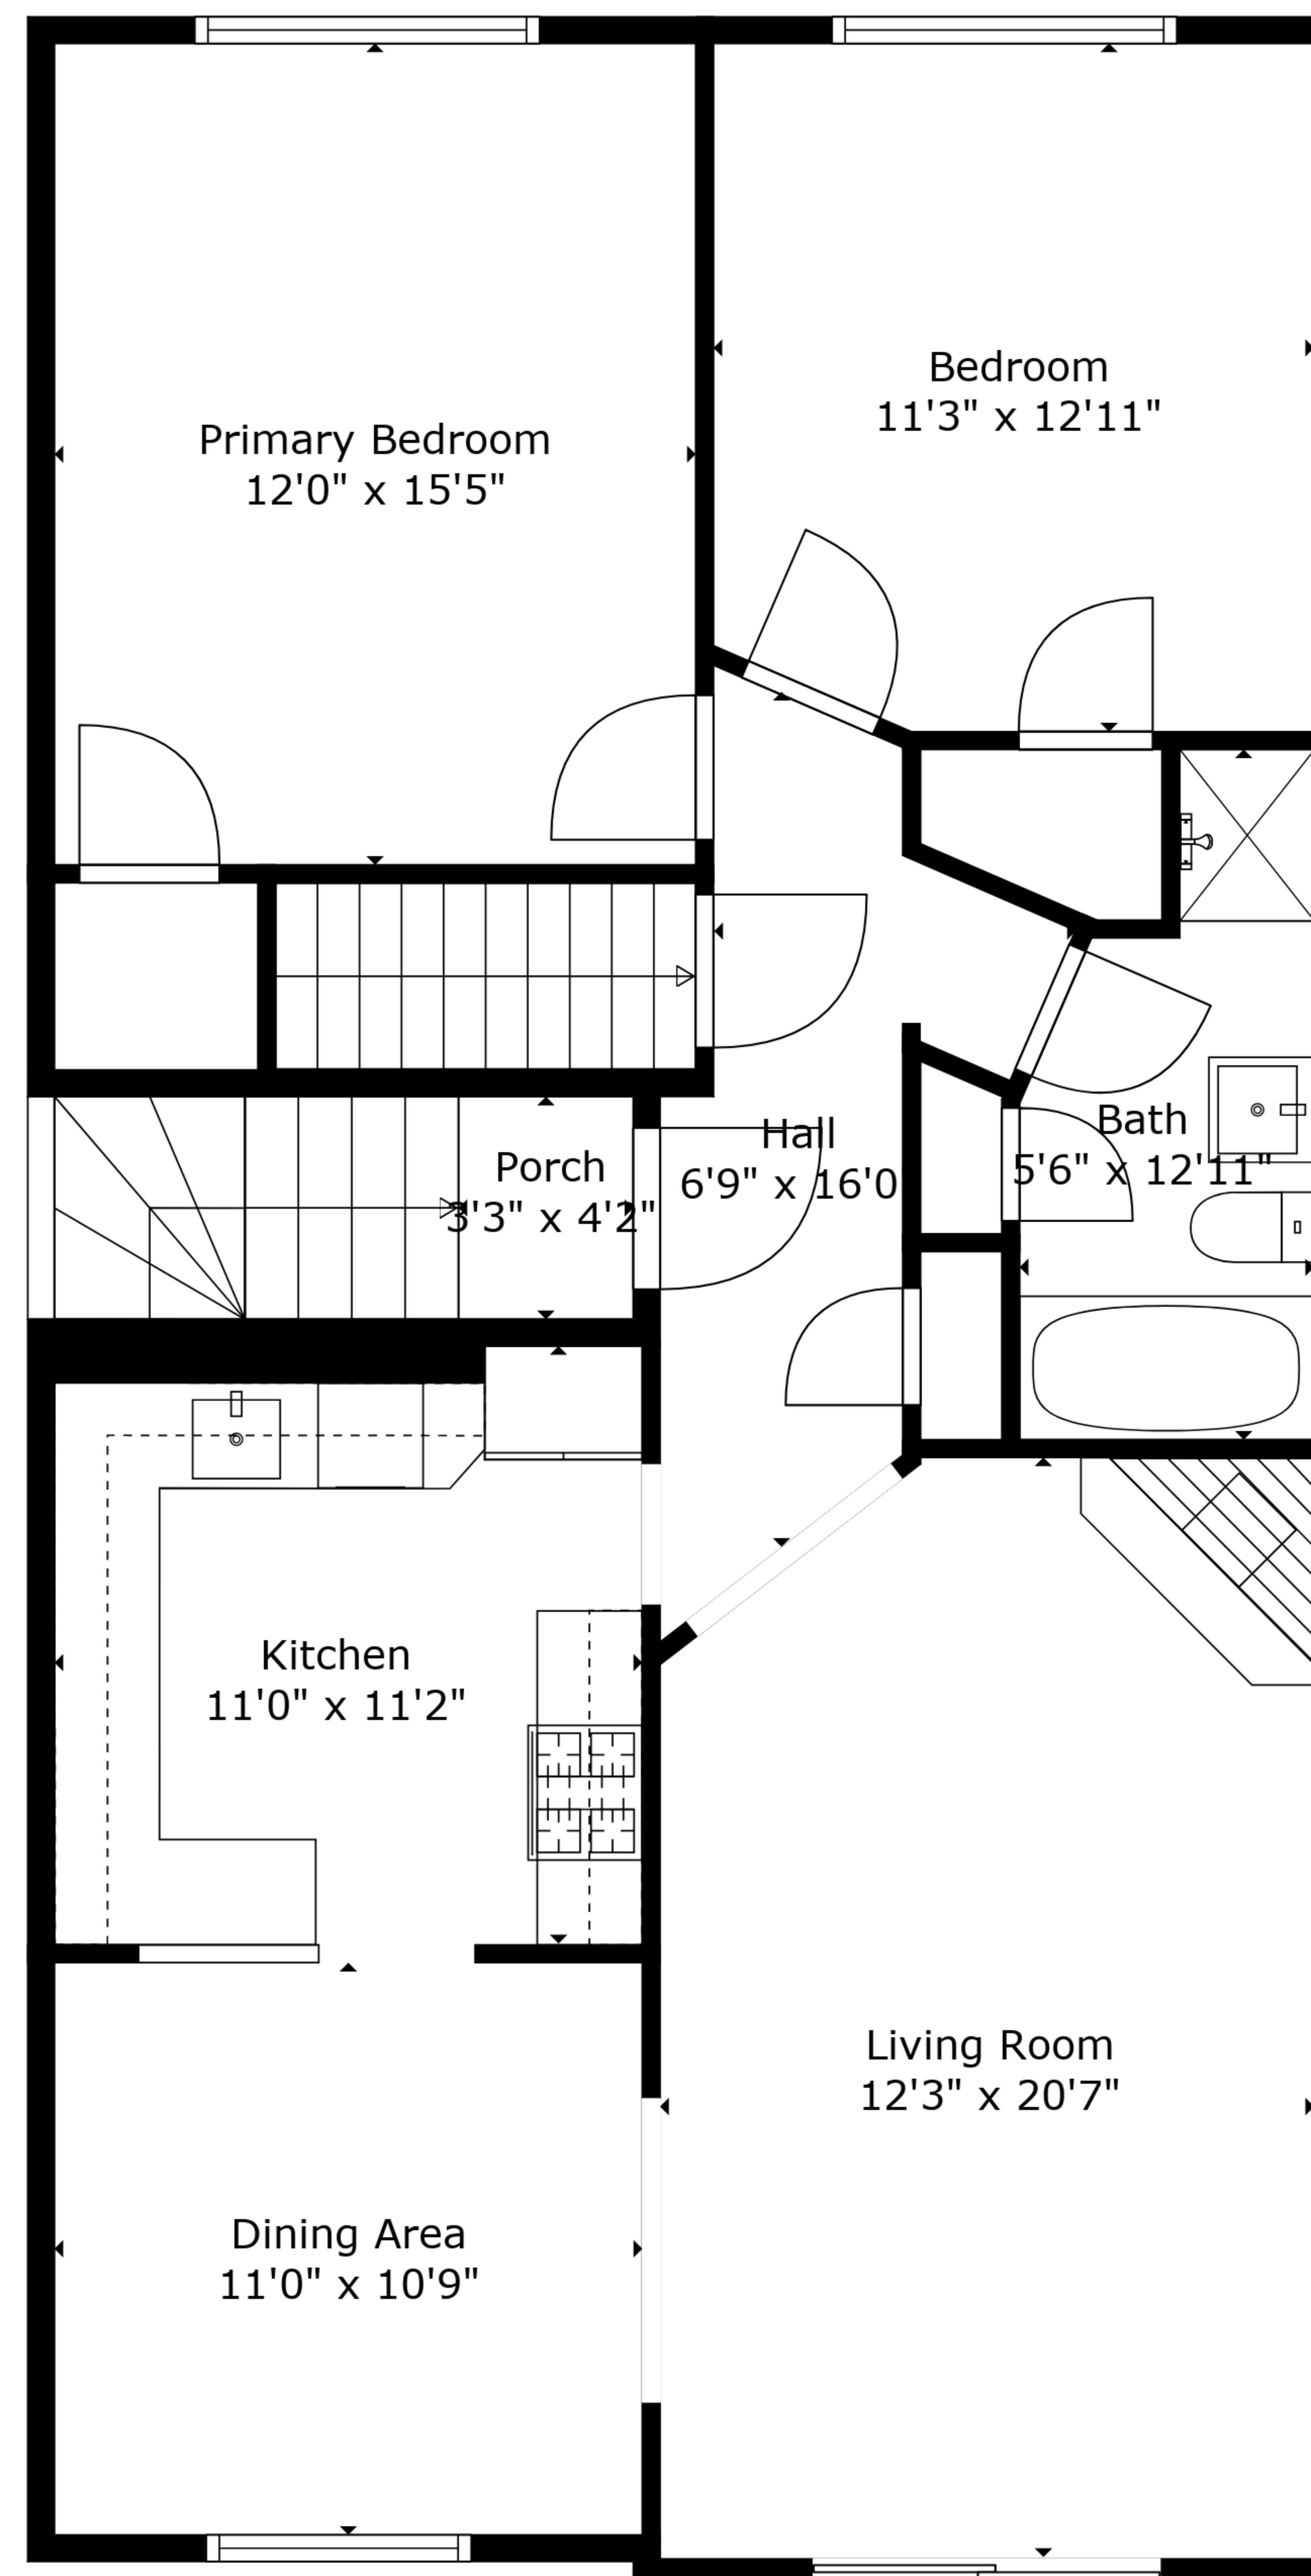 Bedroom
11'3" x 12'11"
Primary Bedroom
12'0" x 15'5"
Hall
6'9" x 16'0
Bath
5'6" x 12'11"
Porch
3'3" x 4'2"
Kitchen
11'0" x 11'2"
Living Room
12'3" x 20'7"
Dining Area
11'0" x 10'9"